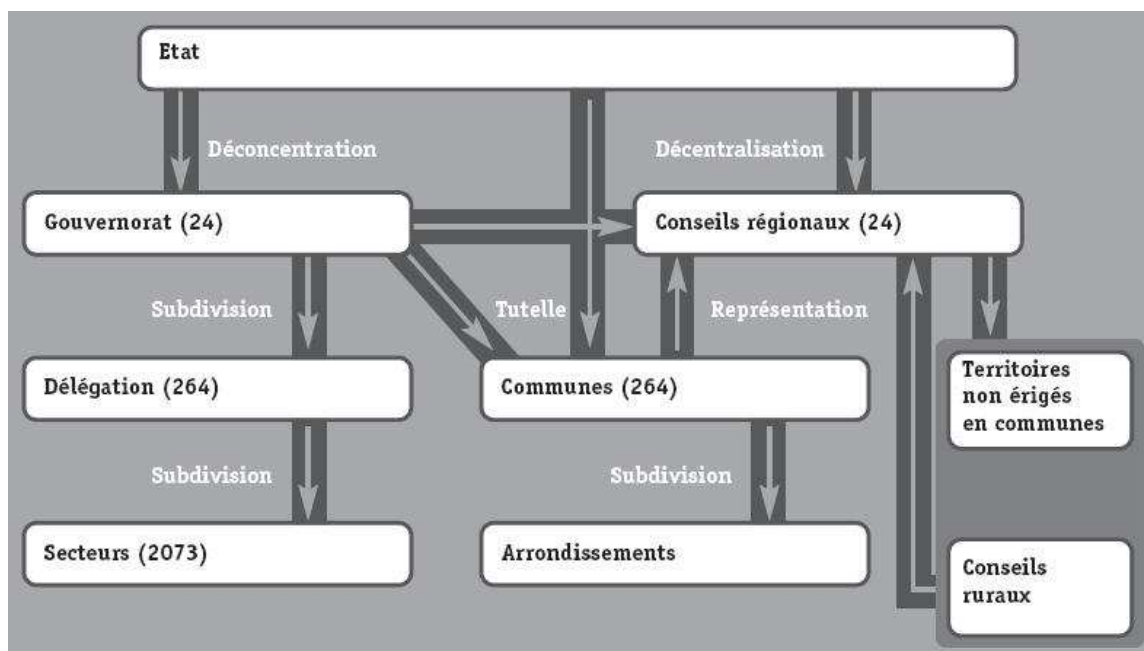 Etat
Déconcentration
Décentralisation
Gouvernorat (24)
Conseils régionaux (24)
Subdivision
Tutelle
Représentation
Délégation (264)
Communes (264)
Territoires
non érigés
en communes
Subdivision
Subdivision
Secteurs (2073)
Arrondissements
Conseils
ruraux